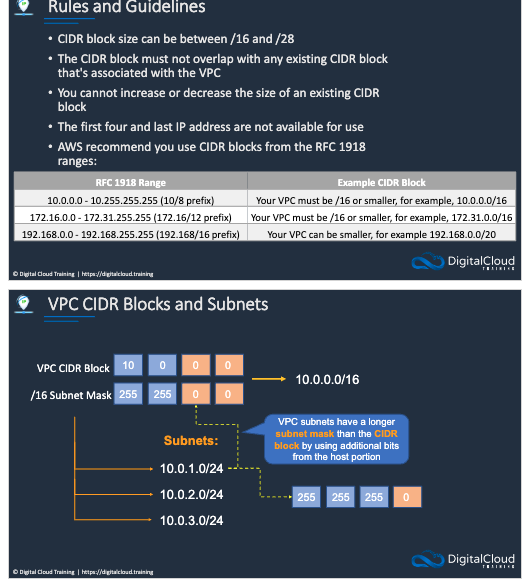 Rules and Guidelines
• CIDR block size can be between /16 and /28
• The CIDR block must not overlap with any existing CIDR block
that's associated with the VPC
• You cannot increase or decrease the size of an existing CIDR
block
• The first four and last IP address are not available for use
• AWS recommend you use CIDR blocks from the RFC 1918
ranges:
RFC 1918 Range Example CIDR Block
10.0.0.0 - 10.255.255.255 (10/8 prefix) Your VPC must be /16 or smaller, for example, 10.0.0.0/16
172.16.0.0 - 172.31.255.255 (172.16/12 prefix) Your VPC must be /16 or smaller, for example, 172.31.0.0/16
192.168.0.0 - 192.168.255.255 (192.168/16 prefix) Your VPC can be smaller, for example 192.168.0.0/20
© Digital Cloud Training | https://digitalcloud.training
DigitalCloud
TRAINING
VPC CIDR Blocks and Subnets
VPC CIDR Block 10 0 0 0
/16 Subnet Mask 255 255 0 0
10.0.0.0/16
VPC subnets have a longer
subnet mask than the CIDR
block by using additional bits
from the host portion
Subnets:
10.0.1.0/24
10.0.2.0/24
10.0.3.0/24
255 255 255 0
© Digital Cloud Training | https://digitalcloud.training
DigitalCloud
TRAINING